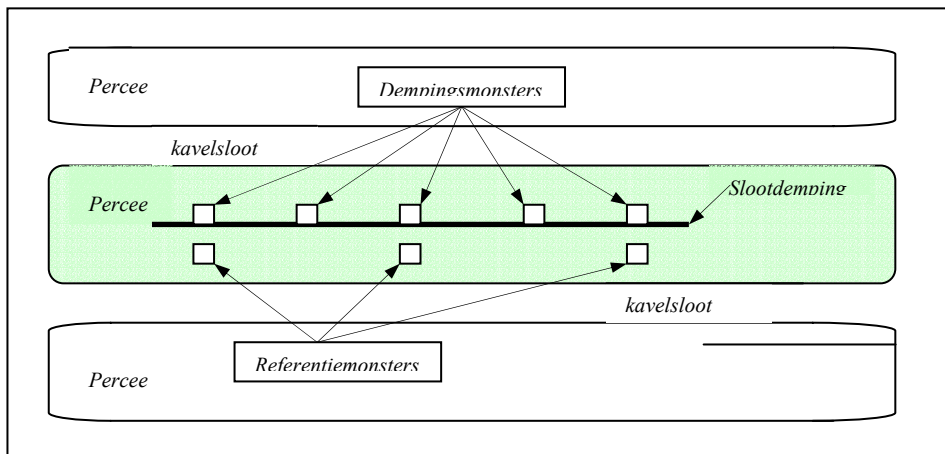 Percee
Dempingsmonsters
kavelsloot
Percee
Slootdemping
kavelsloot
Referentiemonsters
Percee